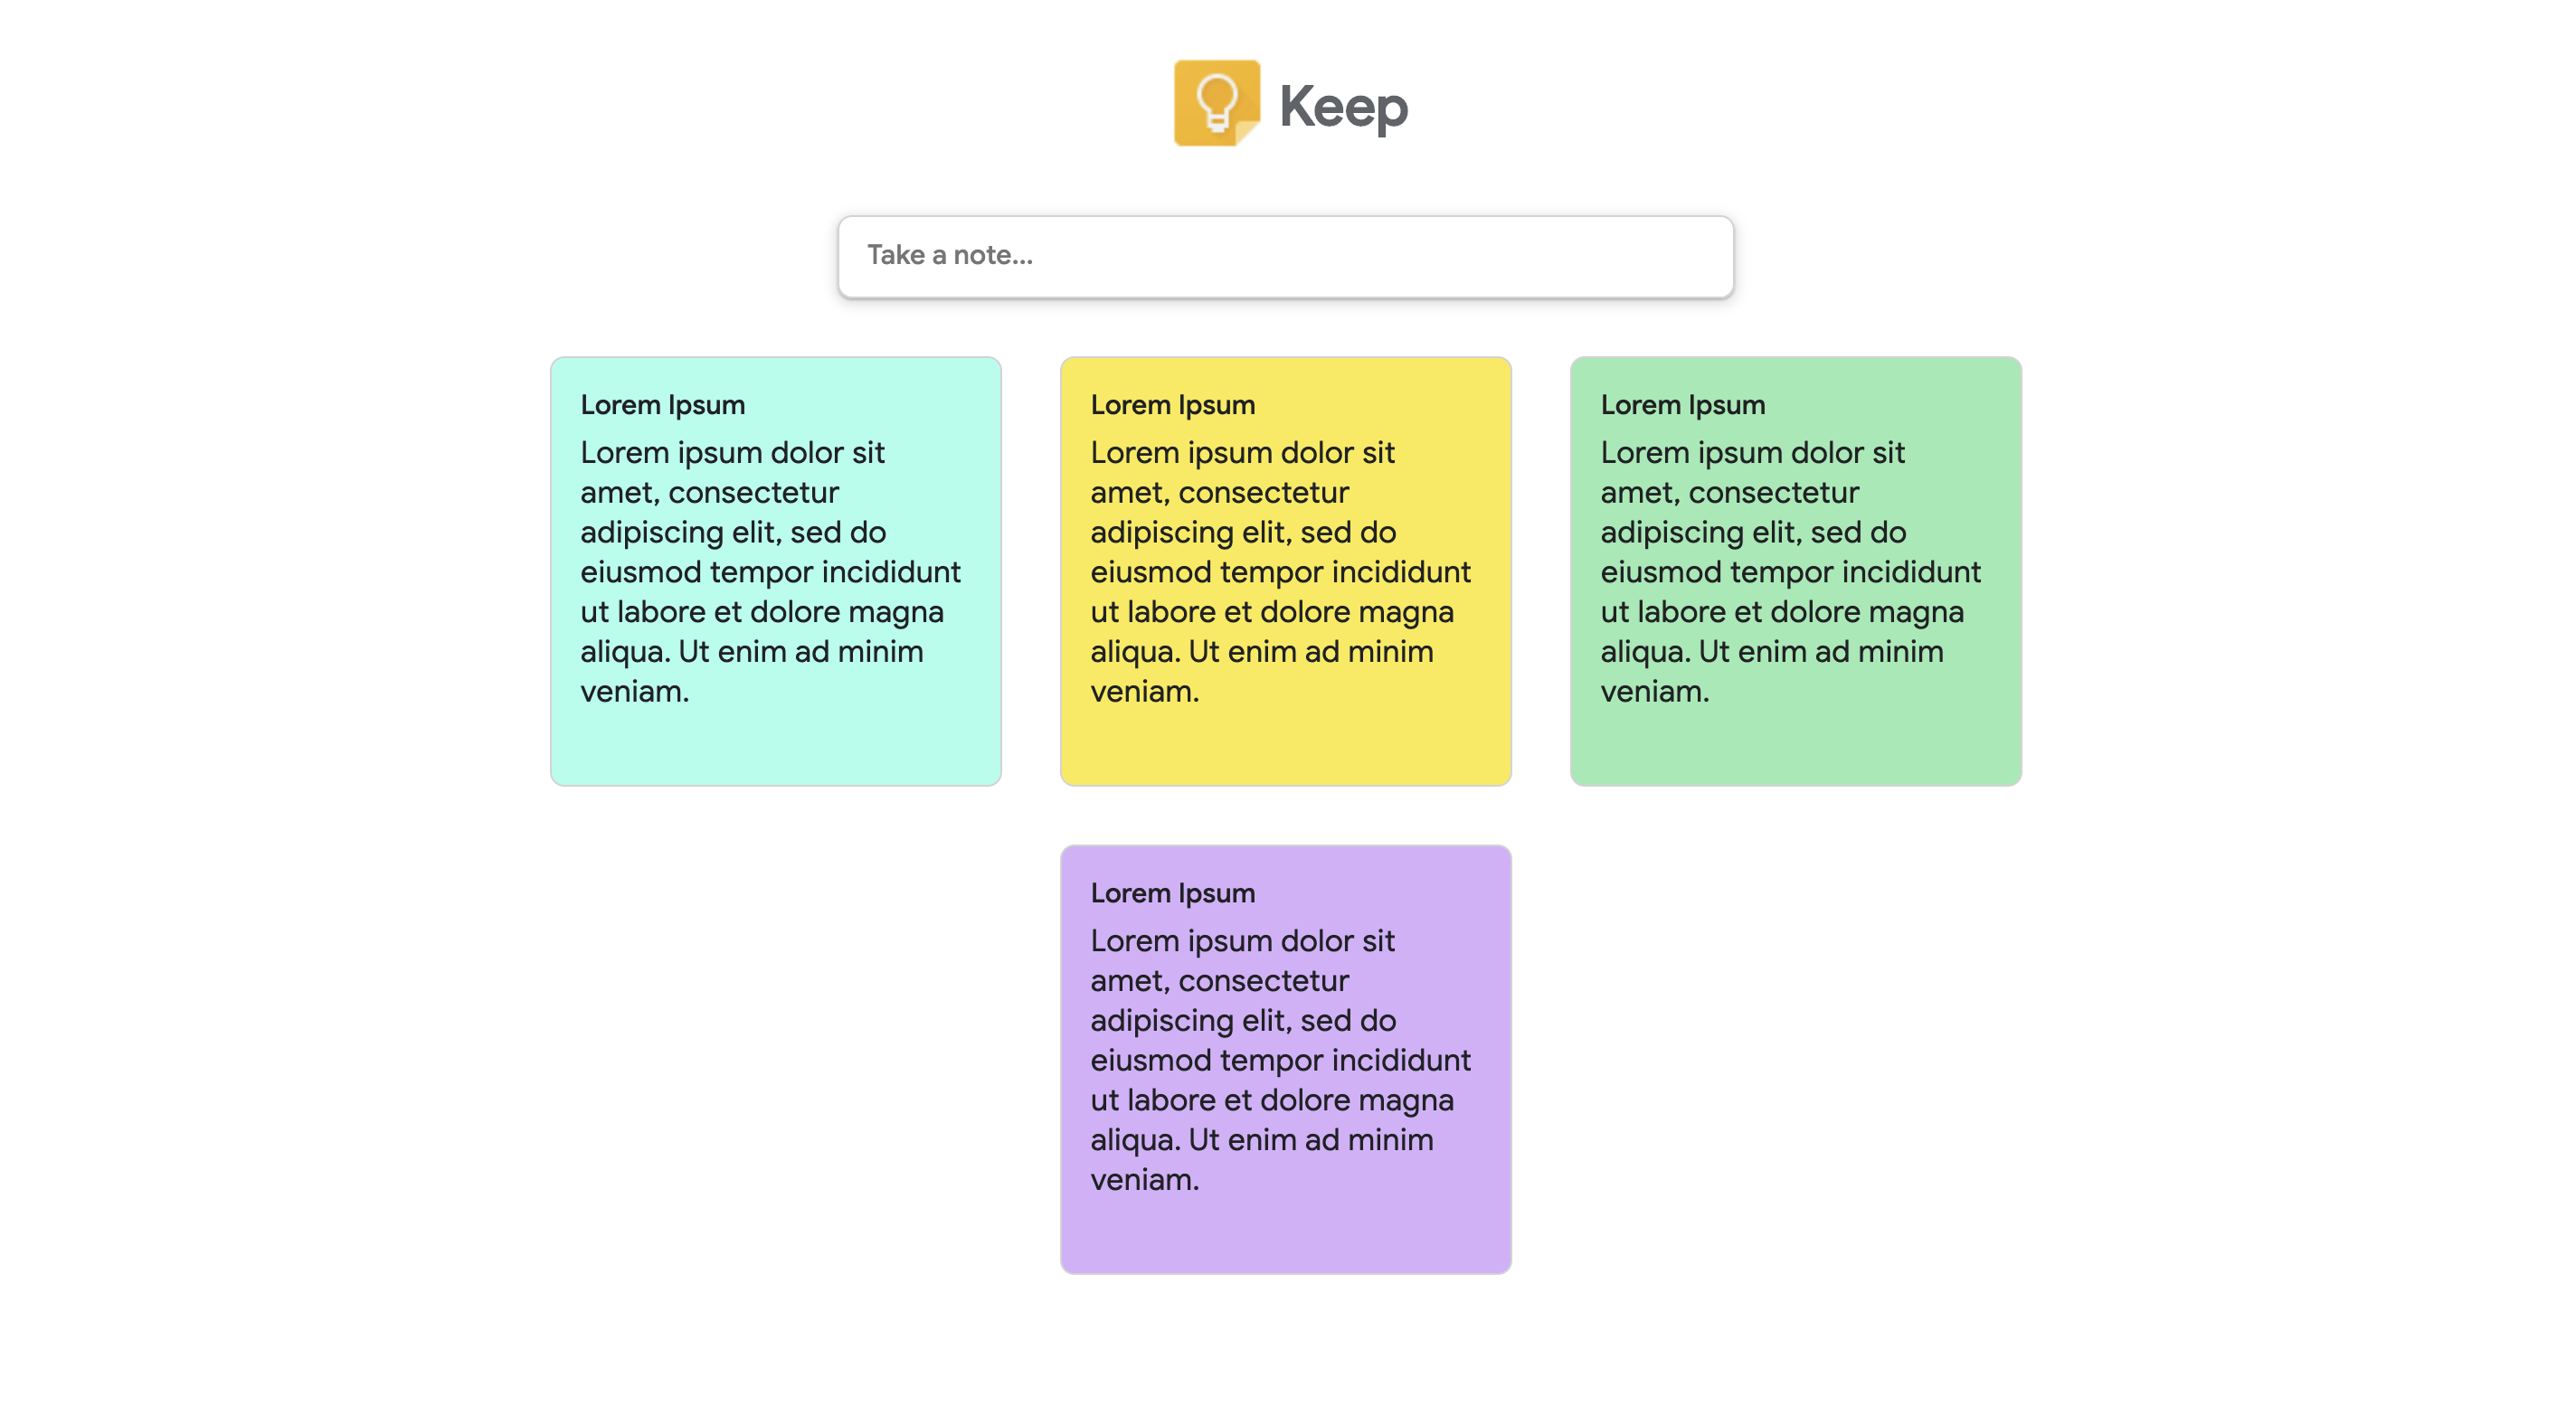 Keep
Take a note...
Lorem Ipsum
Lorem ipsum dolor sit
amet, consectetur
adipiscing elit, sed do
eiusmod tempor incididunt
ut labore et dolore magna
aliqua. Ut enim ad minim
veniam.
Lorem Ipsum
Lorem ipsum dolor sit
amet, consectetur
adipiscing elit, sed do
eiusmod tempor incididunt
ut labore et dolore magna
aliqua. Ut enim ad minim
veniam.
Lorem Ipsum
Lorem ipsum dolor sit
amet, consectetur
adipiscing elit, sed do
eiusmod tempor incididunt
ut labore et dolore magna
aliqua. Ut enim ad minim
veniam.
Lorem Ipsum
Lorem ipsum dolor sit
amet, consectetur
adipiscing elit, sed do
eiusmod tempor incididunt
ut labore et dolore magna
aliqua. Ut enim ad minim
veniam.